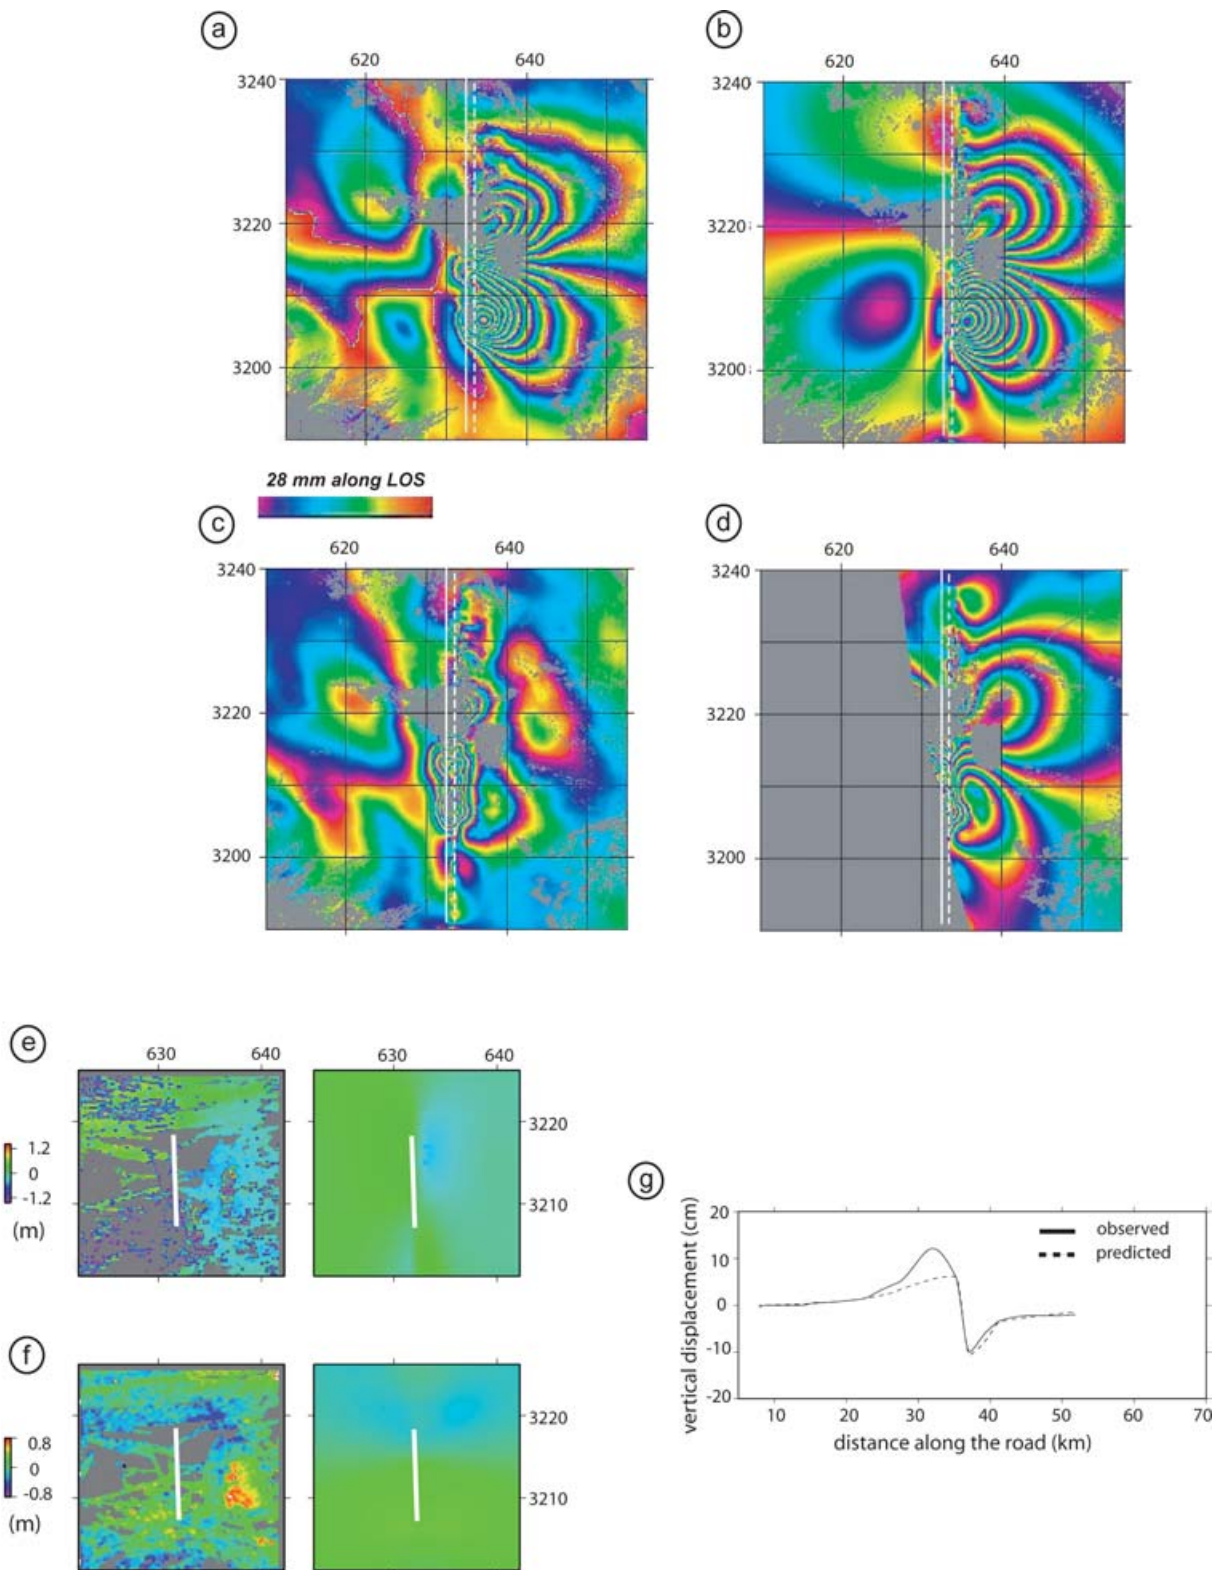 a
b
620 640
620 640
3240
3240
3220
3220
3200
3200
28 mm along LOS
c
d
620 640
620 640
3240
3240
3220
3220
3200
3200
e
630 640
630 640
1.2
0
-1.2
(m)
3220
3210
g
20
10
0
-10
-20
vertical displacement (cm)
observed
predicted
10 20 30 40 50 60 70
distance along the road (km)
f
0.8
0
-0.8
(m)
3220
3210